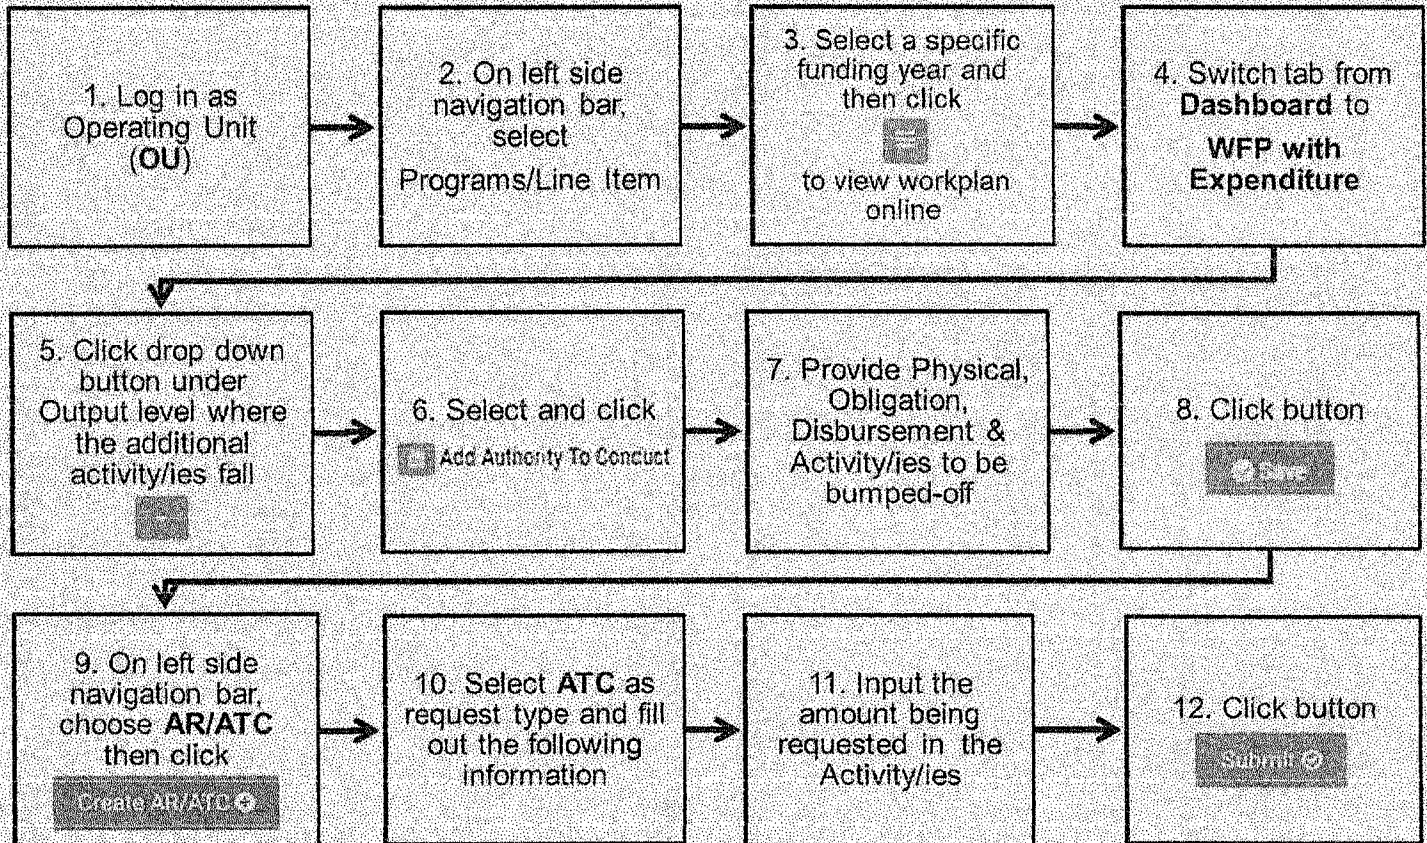 1. Log in as
Operating Unit
(OU)
2. On left side
navigation bar,
select
Programs/Line Item
3. Select a specific
funding year and
then click
to view workplan
online
4. Switch tab from
Dashboard to
WFP with
Expenditure
5. Click drop down
button under
Output level where
the additional
activity/ies fall
6. Select and click
Add Authority To Conduct
7. Provide Physical,
Obligation,
Disbursement &
Activity/ies to be
bumped-off
8. Click button
Save
9. On left side
navigation bar,
choose AR/ATC
then click
Create AR/ATC
10. Select ATC as
request type and fill
out the following
information
11. Input the
amount being
requested in the
Activity/ies
12. Click button
Submit